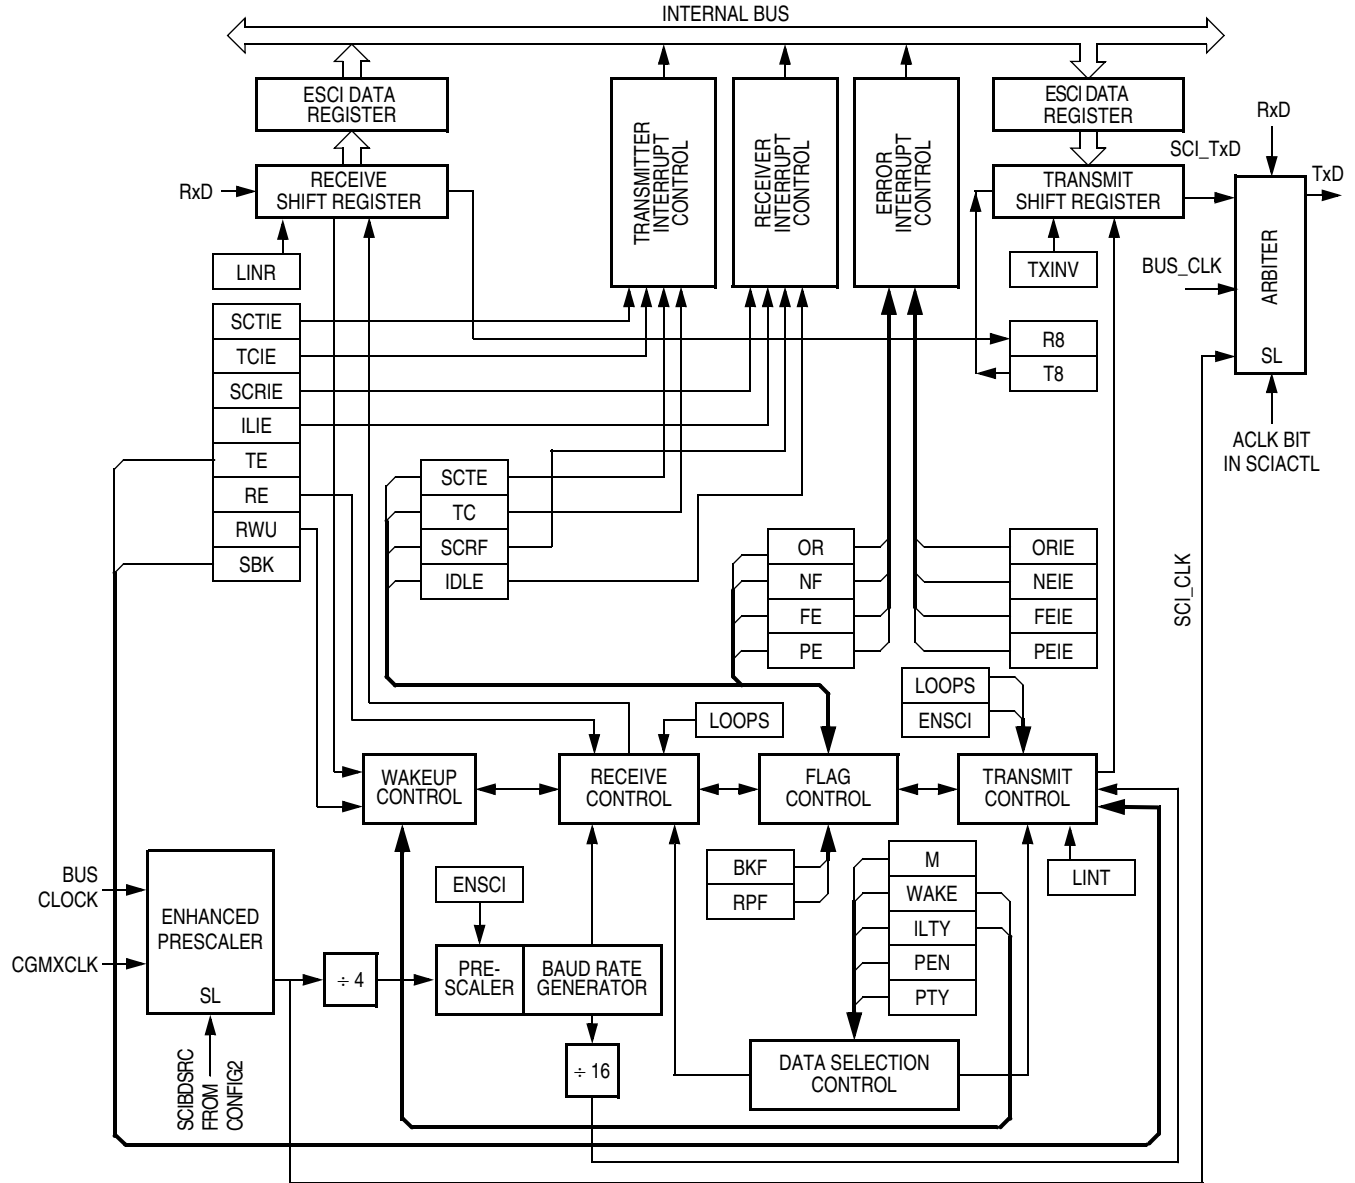 INTERNAL BUS
ESCI DATA
REGISTER
RECEIVE
SHIFT REGISTER
RxD
LINR
TRANSMITTER
INTERRUPT
CONTROL
RECEIVER
INTERRUPT
CONTROL
ERROR
INTERRUPT
CONTROL
ESCI DATA
REGISTER
TRANSMIT
SHIFT REGISTER
SCI_TxD
RxD
TxD
TXINV
BUS_CLK
ARBITER
SL
ACLK BIT
IN SCIACTL
R8
T8
SCTIE
TCIE
SCRIE
ILIE
TE
RE
RWU
SBK
SCTE
TC
SCRF
IDLE
OR
NF
FE
PE
ORIE
NEIE
FEIE
PEIE
SCI_CLK
LOOPS
LOOPS
ENSCI
WAKEUP
CONTROL
RECEIVE
CONTROL
FLAG
CONTROL
TRANSMIT
CONTROL
BKF
RPF
M
WAKE
ILTY
PEN
PTY
LINT
BUS
CLOCK
CGMXCLK
ENHANCED
PRESCALER
SL
SCIBDSRC
FROM
CONFIG2
÷ 4
ENSCI
PRE-
SCALER
BAUD RATE
GENERATOR
÷ 16
DATA SELECTION
CONTROL